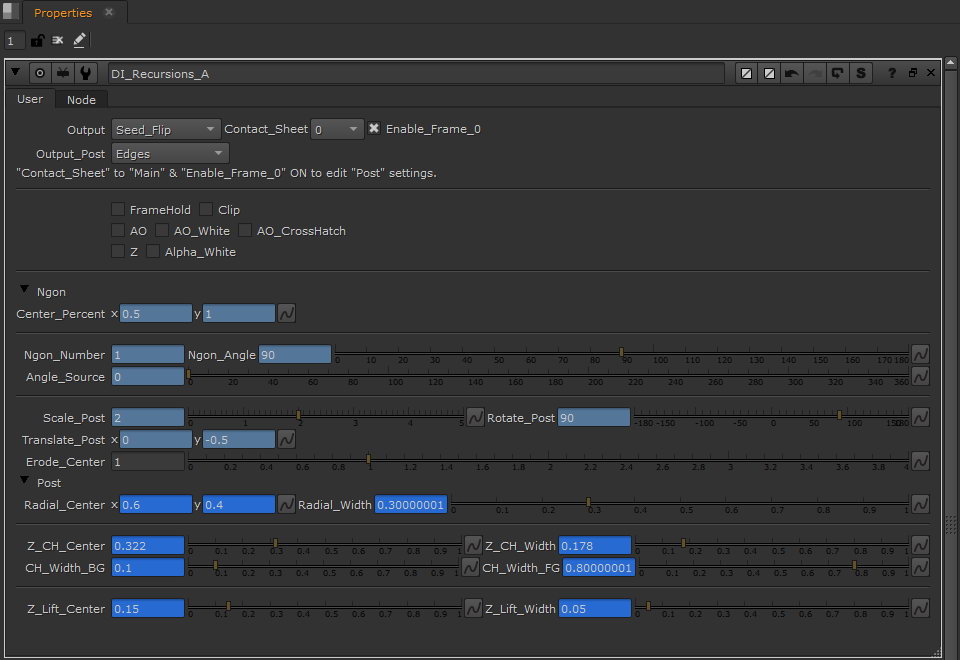 Properties
1
DI_Recursions_A S ?
User Node
Output Seed_Flip Contact_Sheet 0 Enable_Frame_0
Output_Post Edges
"Contact_Sheet" to "Main" & "Enable_Frame_0" ON to edit "Post" settings.
FrameHold Clip
AO AO_White AO_CrossHatch
Z Alpha_White
Ngon
Center_Percent x 0.5 y 1
Ngon_Number 1 Ngon_Angle 90 0 10 20 30 40 50 60 70 80 90 100 110 120 130 140 150 160 170 180
Angle_Source 0 0 20 40 60 80 100 120 140 160 180 200 220 240 260 280 300 320 340 360
Scale_Post 2 0 1 2 3 4 5 Rotate_Post 90 -180 -150 -100 -50 0 50 100 150 180
Translate_Post x 0 y -0.5
Erode_Center 1 0 0.2 0.4 0.6 0.8 1 1.2 1.4 1.6 1.8 2 2.2 2.4 2.6 2.8 3 3.2 3.4 3.6 3.8 4
Post
Radial_Center x 0.6 y 0.4 Radial_Width 0.30000001 0 0.1 0.2 0.3 0.4 0.5 0.6 0.7 0.8 0.9 1
Z_CH_Center 0.322 0 0.1 0.2 0.3 0.4 0.5 0.6 0.7 0.8 0.9 1 Z_CH_Width 0.178 0 0.1 0.2 0.3 0.4 0.5 0.6 0.7 0.8 0.9 1
CH_Width_BG 0.1 0 0.1 0.2 0.3 0.4 0.5 0.6 0.7 0.8 0.9 1 CH_Width_FG 0.80000001 0 0.1 0.2 0.3 0.4 0.5 0.6 0.7 0.8 0.9 1
Z_Lift_Center 0.15 0 0.1 0.2 0.3 0.4 0.5 0.6 0.7 0.8 0.9 1 Z_Lift_Width 0.05 0 0.1 0.2 0.3 0.4 0.5 0.6 0.7 0.8 0.9 1